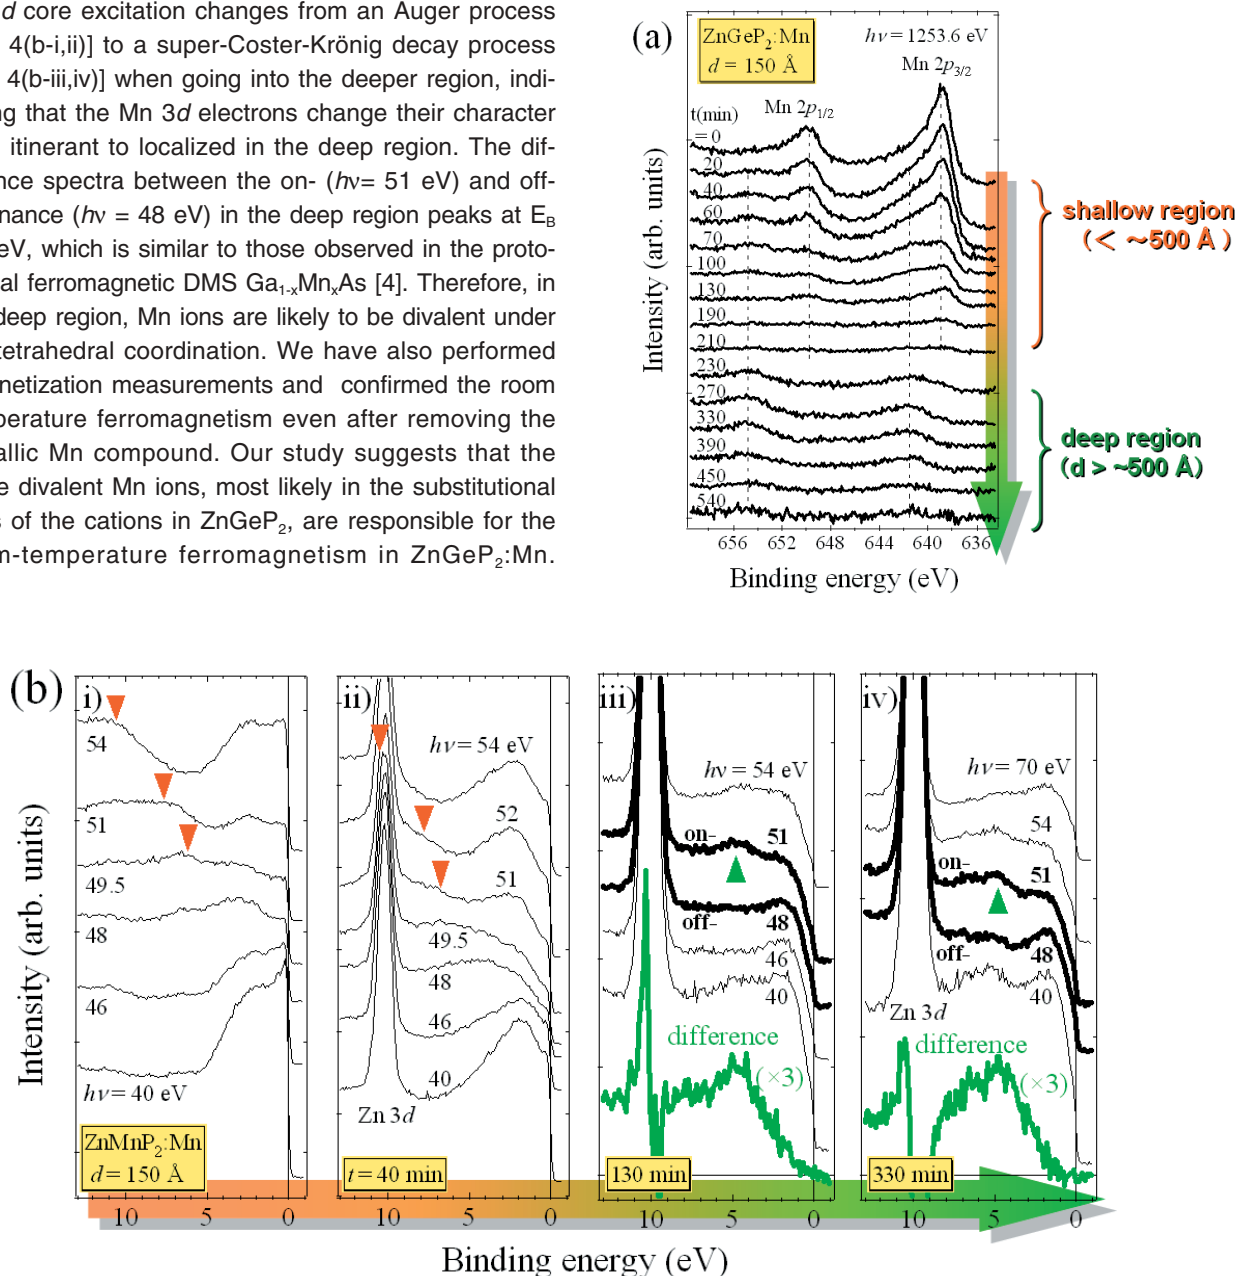 d core excitation changes from an Auger process
4(b-i,ii)] to a super-Coster-Krönig decay process
4(b-iii,iv)] when going into the deeper region, indi-
ng that the Mn 3d electrons change their character
itinerant to localized in the deep region. The dif-
nce spectra between the on- (hν= 51 eV) and off-
nance (hν = 48 eV) in the deep region peaks at EB
eV, which is similar to those observed in the proto-
al ferromagnetic DMS Ga1-xMnxAs [4]. Therefore, in
deep region, Mn ions are likely to be divalent under
tetrahedral coordination. We have also performed
netization measurements and confirmed the room
perature ferromagnetism even after removing the
allic Mn compound. Our study suggests that the
e divalent Mn ions, most likely in the substitutional
s of the cations in ZnGeP2, are responsible for the
m-temperature ferromagnetism in ZnGeP2:Mn.
(a)
ZnGeP2:Mn
d = 150 Å
hν = 1253.6 eV
Mn 2p3/2
Mn 2p1/2
t(min)
= 0
20
40
60
70
100
130
190
210
230
270
330
390
450
540
Intensity (arb. units)
656 652 648 644 640 636
Binding energy (eV)
shallow region
(< ~500 Å )
deep region
(d > ~500 Å)
(b)
i)
54
51
49.5
48
46
hν = 40 eV
ZnMnP2:Mn
d = 150 Å
ii)
hν = 54 eV
52
51
49.5
48
46
40
Zn 3d
t = 40 min
iii)
hν = 54 eV
on- 51
off- 48
46
40
difference
(×3)
130 min
iv)
hν = 70 eV
54
on- 51
off- 48
40
Zn 3d
difference
(×3)
330 min
Intensity (arb. units)
10 5 0 10 5 0 10 5 0 10 5 0
Binding energy (eV)